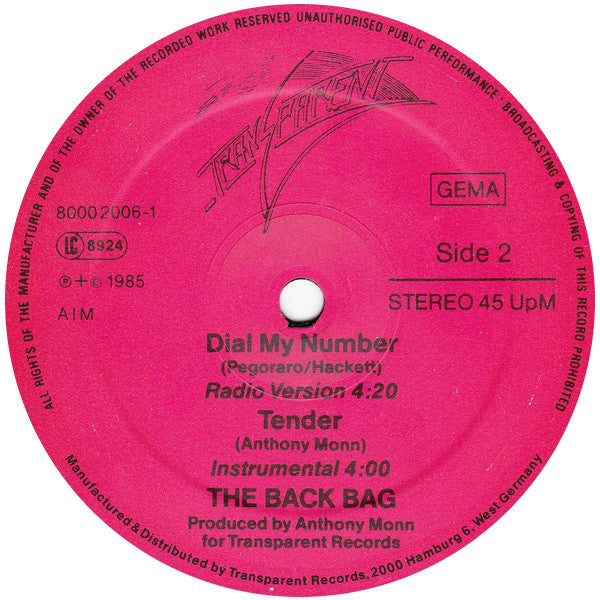 ALL RIGHTS OF THE MANUFACTURER AND OF THE OWNER OF THE RECORDED WORK RESERVED UNAUTHORISED PUBLIC PERFORMANCE · BROADCASTING & COPYING OF THIS RECORD PROHIBITED
TRANSPARENT
80002006-1
LC 8924
℗+© 1985
AIM
GEMA
Side 2
STEREO 45 UpM
Dial My Number
(Pegoraro/Hackett)
Radio Version 4:20
Tender
(Anthony Monn)
Instrumental 4:00
THE BACK BAG
Produced by Anthony Monn
for Transparent Records
Manufactured & Distributed by Transparent Records, 2000 Hamburg 6, West Germany